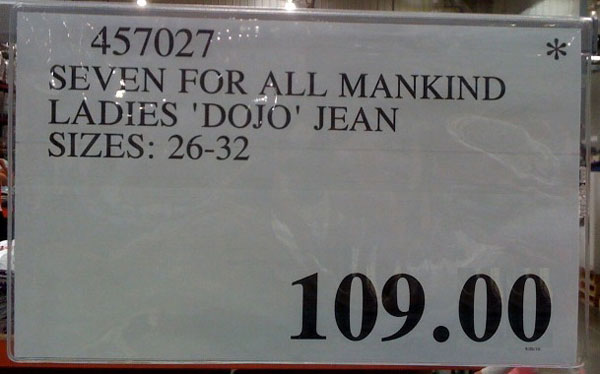 457027 *
SEVEN FOR ALL MANKIND
LADIES 'DOJO' JEAN
SIZES: 26-32
109.00